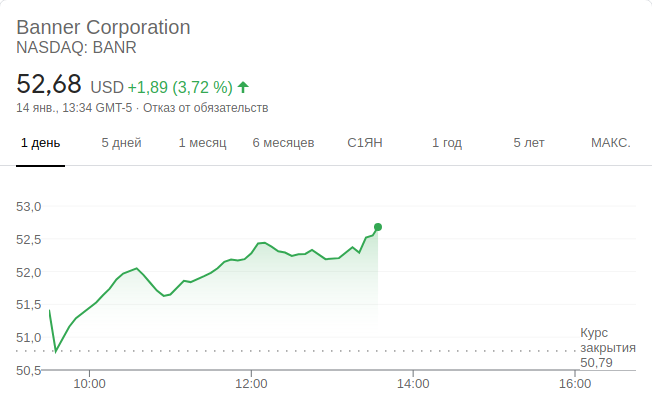 Banner Corporation
NASDAQ: BANR
52,68 USD +1,89 (3,72 %)
14 янв., 13:34 GMT-5 · Отказ от обязательств
1 день 5 дней 1 месяц 6 месяцев С1ЯН 1 год 5 лет МАКС.
53,0
52,5
52,0
51,5
51,0
50,5
Курс
закрытия
50,79
10:00 12:00 14:00 16:00